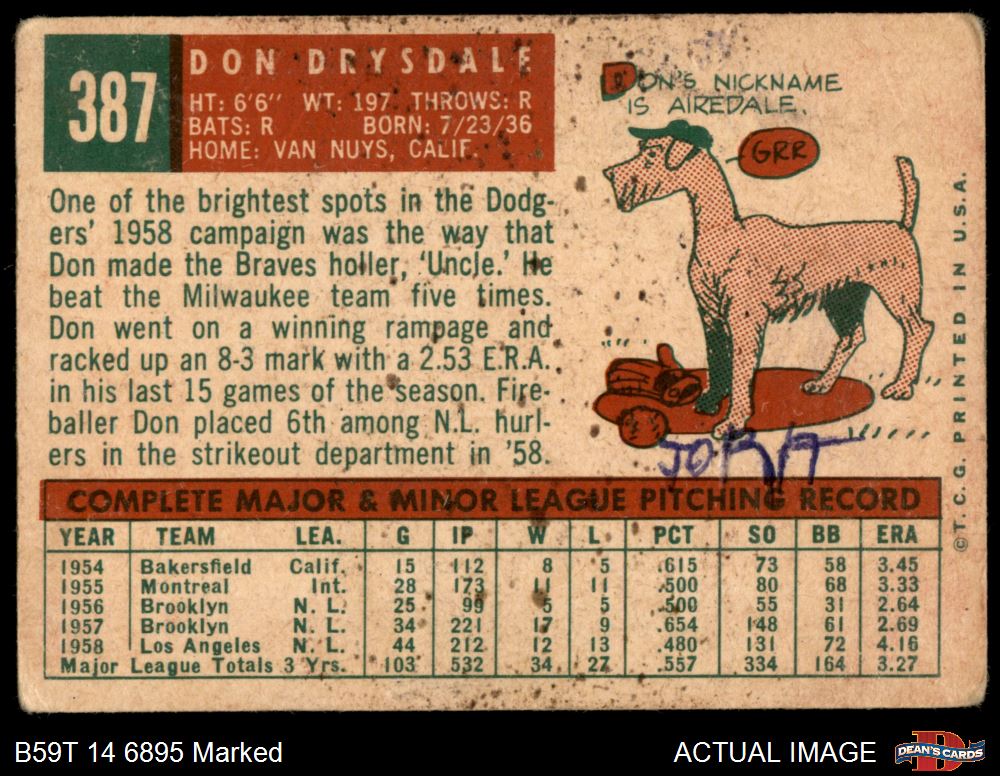 387
DON DRYSDALE
HT: 6'6" WT: 197 THROWS: R
BATS: R BORN: 7/23/36
HOME: VAN NUYS, CALIF.
DON'S NICKNAME
IS AIREDALE.
GRR
One of the brightest spots in the Dodg-
ers' 1958 campaign was the way that
Don made the Braves holler, 'Uncle.' He
beat the Milwaukee team five times.
Don went on a winning rampage and
racked up an 8-3 mark with a 2.53 E.R.A.
in his last 15 games of the season. Fire-
baller Don placed 6th among N.L. hurl-
ers in the strikeout department in '58.
COMPLETE MAJOR & MINOR LEAGUE PITCHING RECORD
YEAR TEAM LEA. G IP W L PCT SO BB ERA
1954 Bakersfield Calif. 15 112 8 5 .615 73 58 3.45
1955 Montreal Int. 28 173 11 11 .500 80 68 3.33
1956 Brooklyn N. L. 25 99 5 5 .500 55 31 2.64
1957 Brooklyn N. L. 34 221 17 9 .654 148 61 2.69
1958 Los Angeles N. L. 44 212 12 13 .480 131 72 4.16
Major League Totals 3 Yrs. 103 532 34 27 .557 334 164 3.27
© T. C. G. PRINTED IN U.S.A.
B59T 14 6895 Marked
ACTUAL IMAGE
DEAN'S CARDS